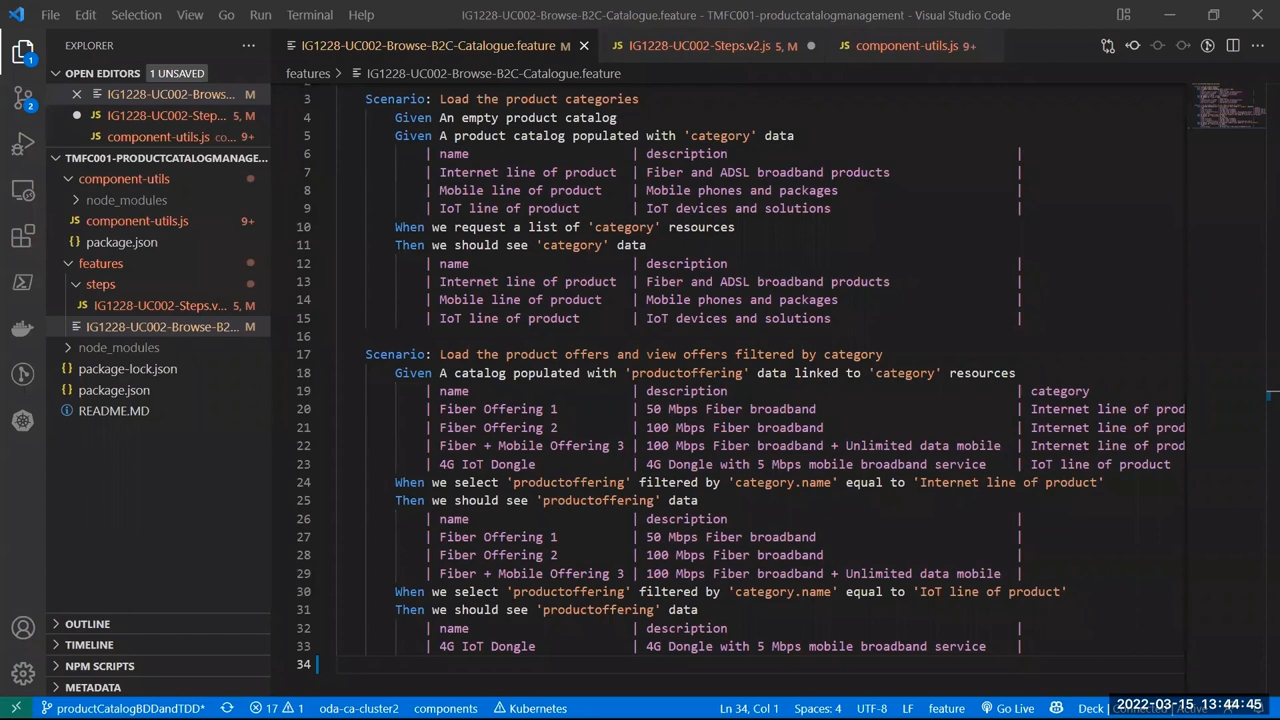 File Edit Selection View Go Run Terminal Help IG1228-UC002-Browse-B2C-Catalogue.feature - TMFC001-productcatalogmanagement - Visual Studio Code
EXPLORER ···
OPEN EDITORS 1 UNSAVED
IG1228-UC002-Brows... M
JS IG1228-UC002-Step... 5, M
JS component-utils.js 9+
TMFC001-PRODUCTCATALOGMANAGE...
component-utils
node_modules
JS component-utils.js 9+
{} package.json
features
steps
JS IG1228-UC002-Steps.v... 5, M
IG1228-UC002-Browse-B2... M
node_modules
{} package-lock.json
{} package.json
README.MD
OUTLINE
TIMELINE
NPM SCRIPTS
METADATA
1
2
IG1228-UC002-Browse-B2C-Catalogue.feature M JS IG1228-UC002-Steps.v2.js 5, M JS component-utils.js 9+
features > IG1228-UC002-Browse-B2C-Catalogue.feature
3 Scenario: Load the product categories
4 Given An empty product catalog
5 Given A product catalog populated with 'category' data
6 | name | description |
7 | Internet line of product | Fiber and ADSL broadband products |
8 | Mobile line of product | Mobile phones and packages |
9 | IoT line of product | IoT devices and solutions |
10 When we request a list of 'category' resources
11 Then we should see 'category' data
12 | name | description |
13 | Internet line of product | Fiber and ADSL broadband products |
14 | Mobile line of product | Mobile phones and packages |
15 | IoT line of product | IoT devices and solutions |
16
17 Scenario: Load the product offers and view offers filtered by category
18 Given A catalog populated with 'productoffering' data linked to 'category' resources
19 | name | description | category
20 | Fiber Offering 1 | 50 Mbps Fiber broadband | Internet line of prod
21 | Fiber Offering 2 | 100 Mbps Fiber broadband | Internet line of prod
22 | Fiber + Mobile Offering 3 | 100 Mbps Fiber broadband + Unlimited data mobile | Internet line of prod
23 | 4G IoT Dongle | 4G Dongle with 5 Mbps mobile broadband service | IoT line of product
24 When we select 'productoffering' filtered by 'category.name' equal to 'Internet line of product'
25 Then we should see 'productoffering' data
26 | name | description |
27 | Fiber Offering 1 | 50 Mbps Fiber broadband |
28 | Fiber Offering 2 | 100 Mbps Fiber broadband |
29 | Fiber + Mobile Offering 3 | 100 Mbps Fiber broadband + Unlimited data mobile |
30 When we select 'productoffering' filtered by 'category.name' equal to 'IoT line of product'
31 Then we should see 'productoffering' data
32 | name | description |
33 | 4G IoT Dongle | 4G Dongle with 5 Mbps mobile broadband service |
34
productCatalogBDDandTDD* 17 1 oda-ca-cluster2 components Kubernetes Ln 34, Col 1 Spaces: 4 UTF-8 LF feature Go Live Deck
2022-03-15 13:44:45